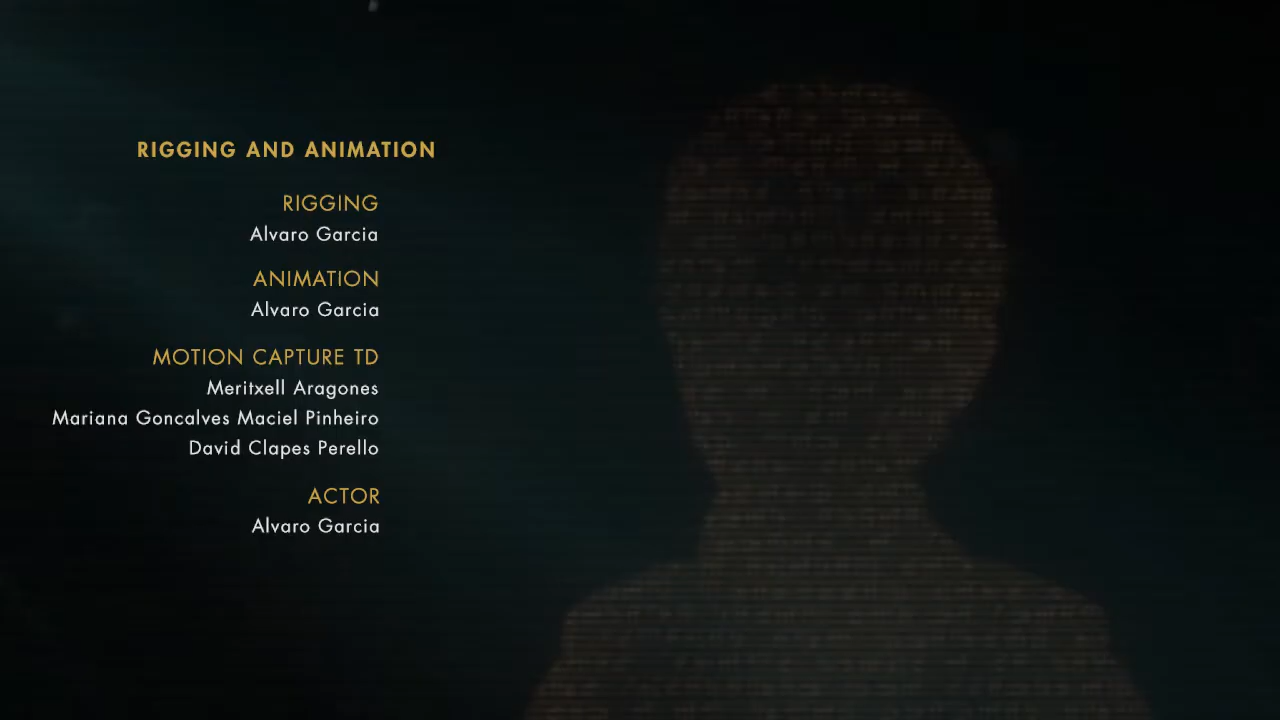 RIGGING AND ANIMATION
RIGGING
Alvaro Garcia
ANIMATION
Alvaro Garcia
MOTION CAPTURE TD
Meritxell Aragones
Mariana Goncalves Maciel Pinheiro
David Clapes Perello
ACTOR
Alvaro Garcia